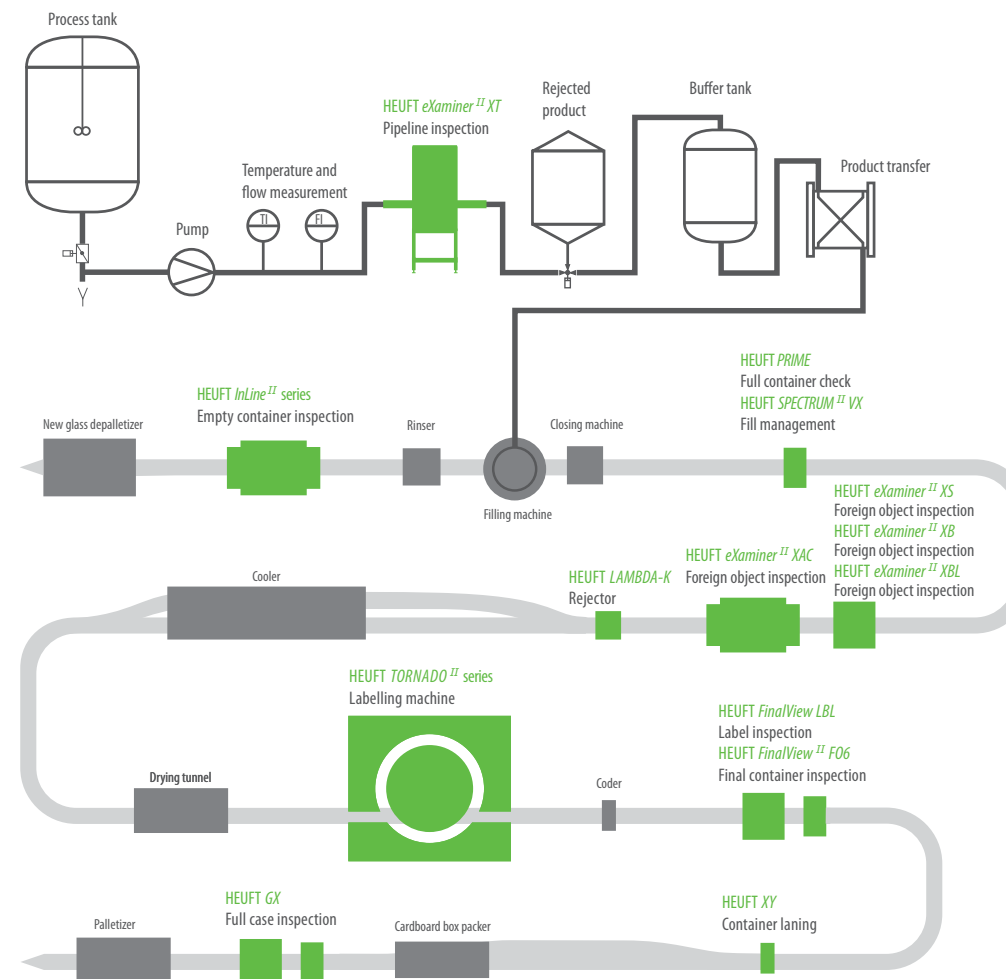 Process tank
HEUFT eXaminer II XT
Pipeline inspection
Rejected
product
Buffer tank
Temperature and
flow measurement
Product transfer
Pump
TI
FI
HEUFT PRIME
Full container check
HEUFT SPECTRUM II VX
Fill management
HEUFT InLine II series
Empty container inspection
New glass depalletizer
Rinser
Closing machine
Filling machine
HEUFT eXaminer II XS
Foreign object inspection
HEUFT eXaminer II XB
Foreign object inspection
HEUFT eXaminer II XBL
Foreign object inspection
HEUFT eXaminer II XAC
Foreign object inspection
HEUFT LAMBDA-K
Rejector
Cooler
HEUFT TORNADO II series
Labelling machine
HEUFT FinalView LBL
Label inspection
HEUFT FinalView II FO6
Final container inspection
Drying tunnel
Coder
HEUFT GX
Full case inspection
HEUFT XY
Container laning
Palletizer
Cardboard box packer